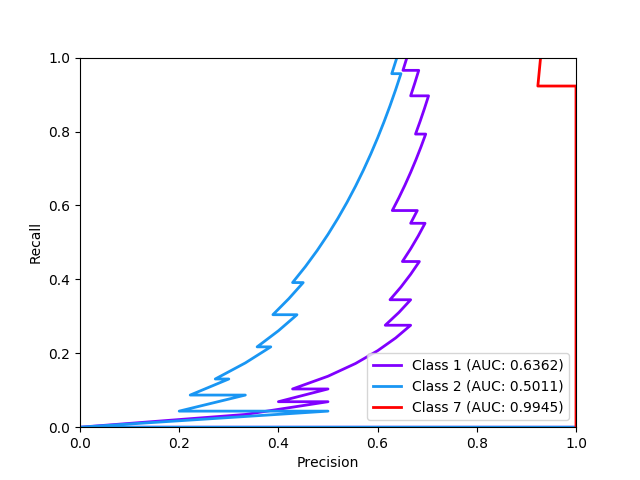 1.0
0.8
0.6
0.4
0.2
0.0
Recall
0.0 0.2 0.4 0.6 0.8 1.0
Precision
Class 1 (AUC: 0.6362)
Class 2 (AUC: 0.5011)
Class 7 (AUC: 0.9945)